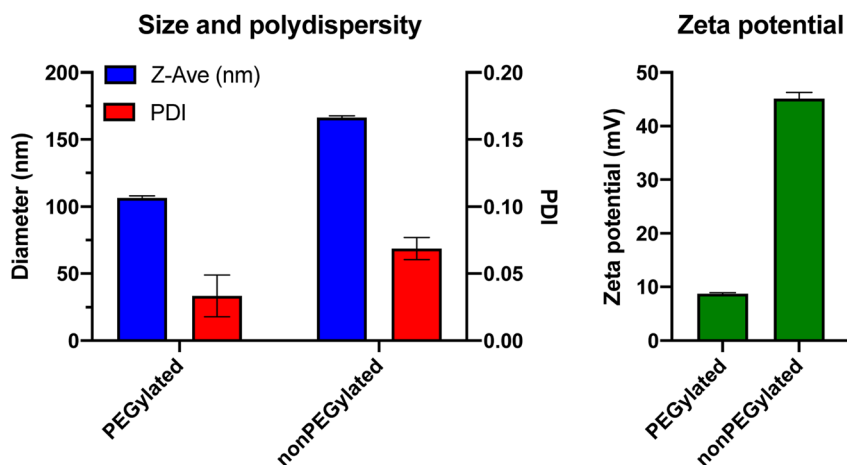 Size and polydispersity
Z-Ave (nm)
PDI
Diameter (nm)
200
150
100
50
0
0.20
0.15
0.10
0.05
0.00
PDI
PEGylated
nonPEGylated
Zeta potential
Zeta potential (mV)
50
40
30
20
10
0
PEGylated
nonPEGylated